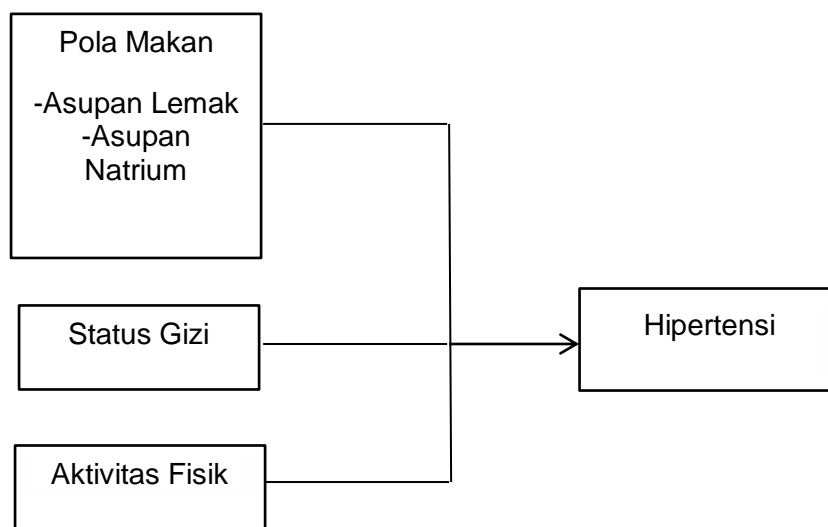 Pola Makan
-Asupan Lemak
-Asupan
Natrium
Status Gizi
Hipertensi
Aktivitas Fisik